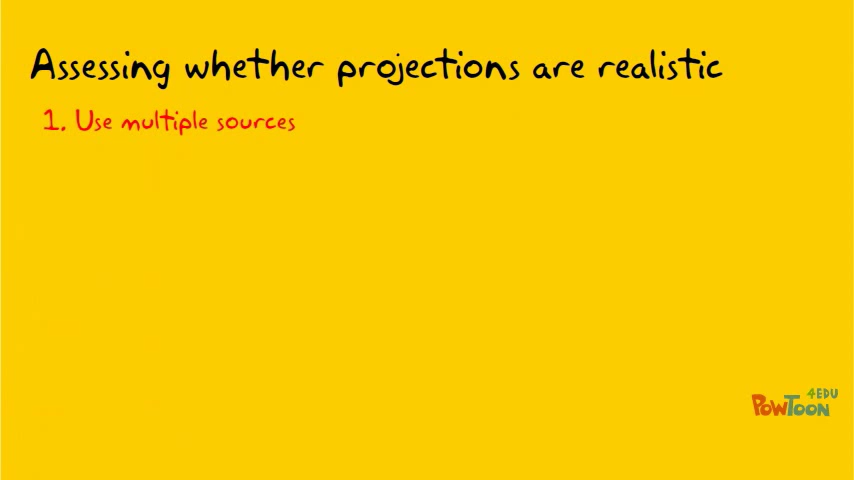 Assessing whether projections are realistic
1. Use multiple sources
4EDU
PowToon